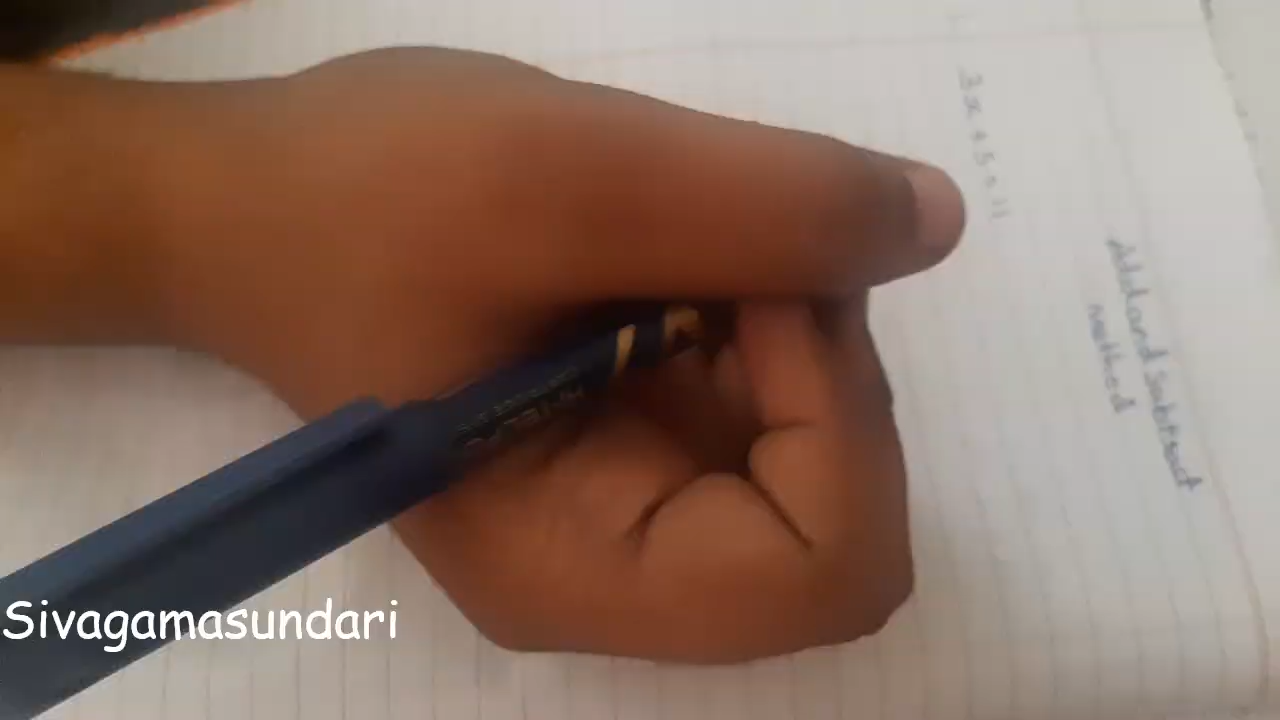 Add and Subtract
method
3x + 5 = 11
Sivagamasundari